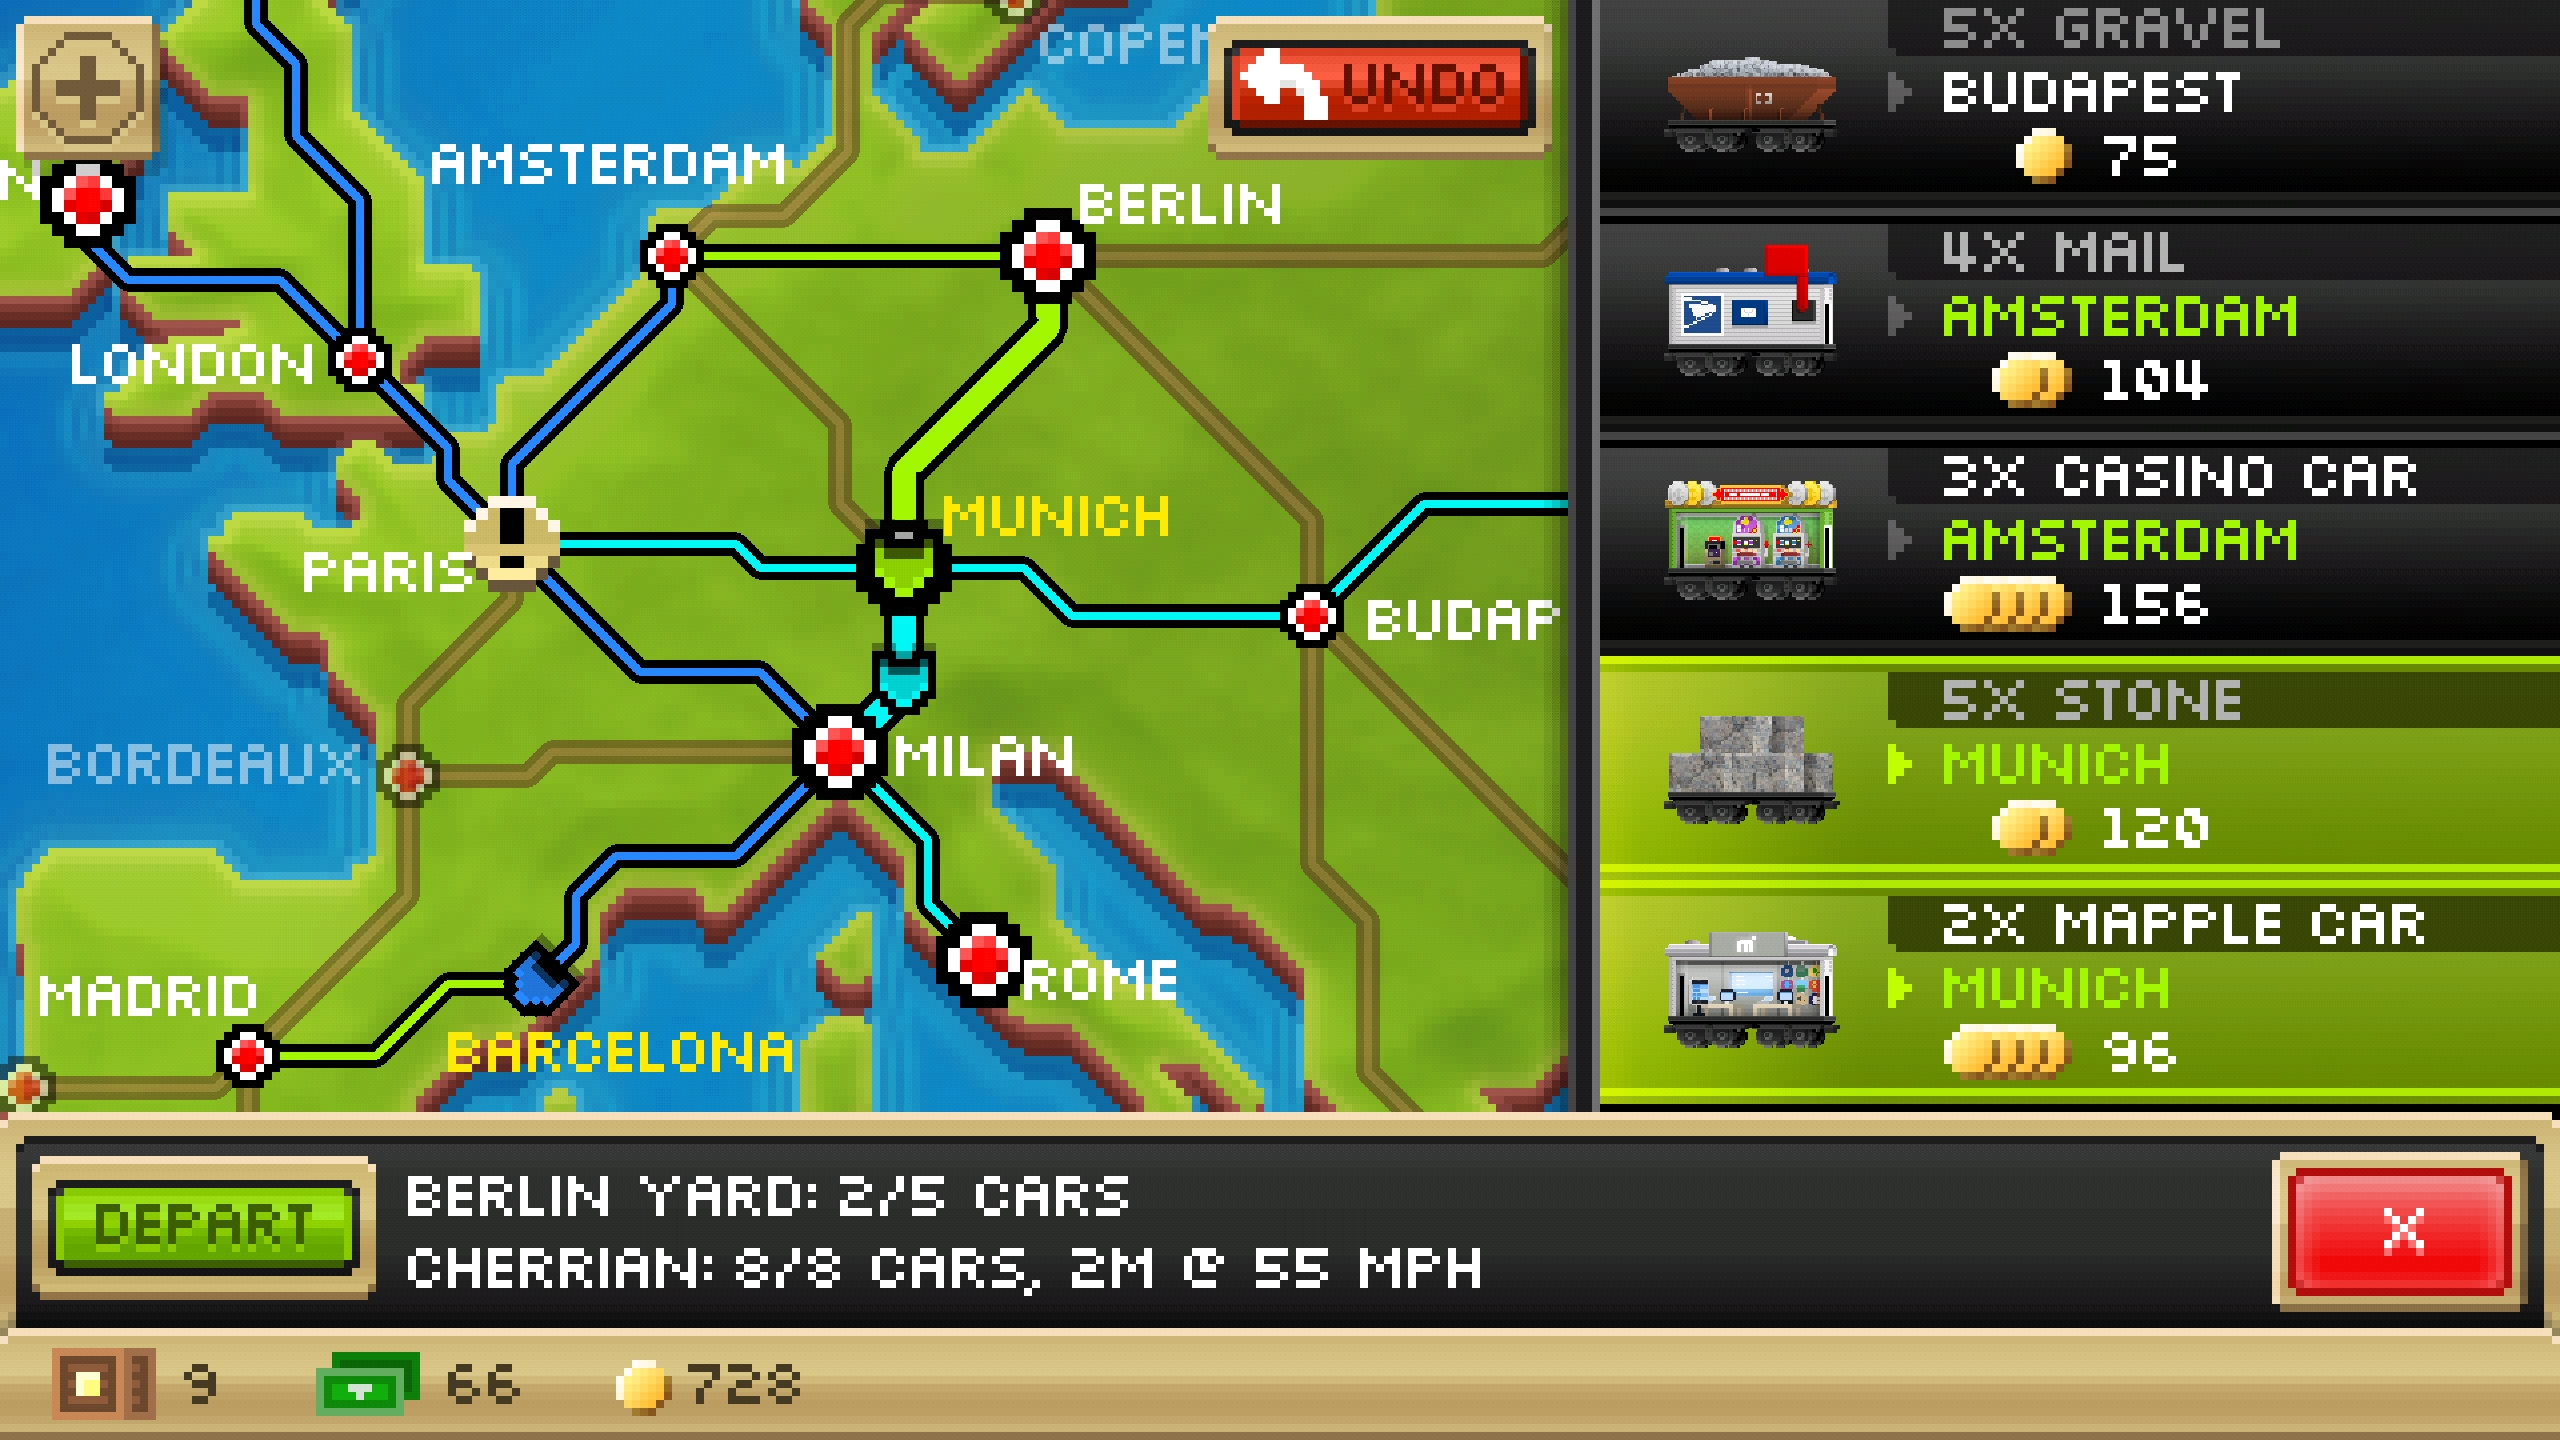 COPEN
UNDO
AMSTERDAM
BERLIN
LONDON
MUNICH
PARIS
BUDAP
BORDEAUX
MILAN
MADRID
ROME
BARCELONA
5X GRAVEL
BUDAPEST
75
4X MAIL
AMSTERDAM
104
3X CASINO CAR
AMSTERDAM
156
5X STONE
MUNICH
120
2X MAPPLE CAR
MUNICH
96
DEPART
BERLIN YARD: 2/5 CARS
CHERRIAN: 8/8 CARS, 2M @ 55 MPH
X
9
66
728